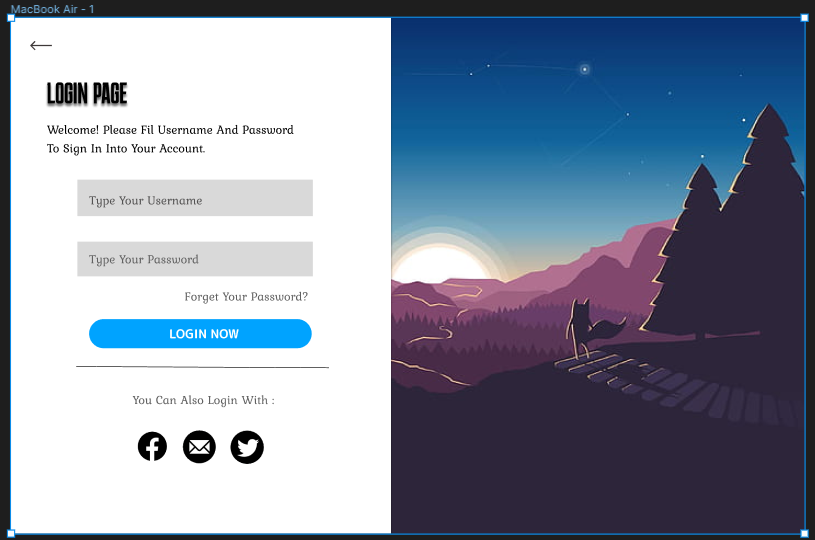 MacBook Air - 1
LOGIN PAGE
Welcome! Please Fil Username And Password
To Sign In Into Your Account.
Type Your Username
Type Your Password
Forget Your Password?
LOGIN NOW
You Can Also Login With :